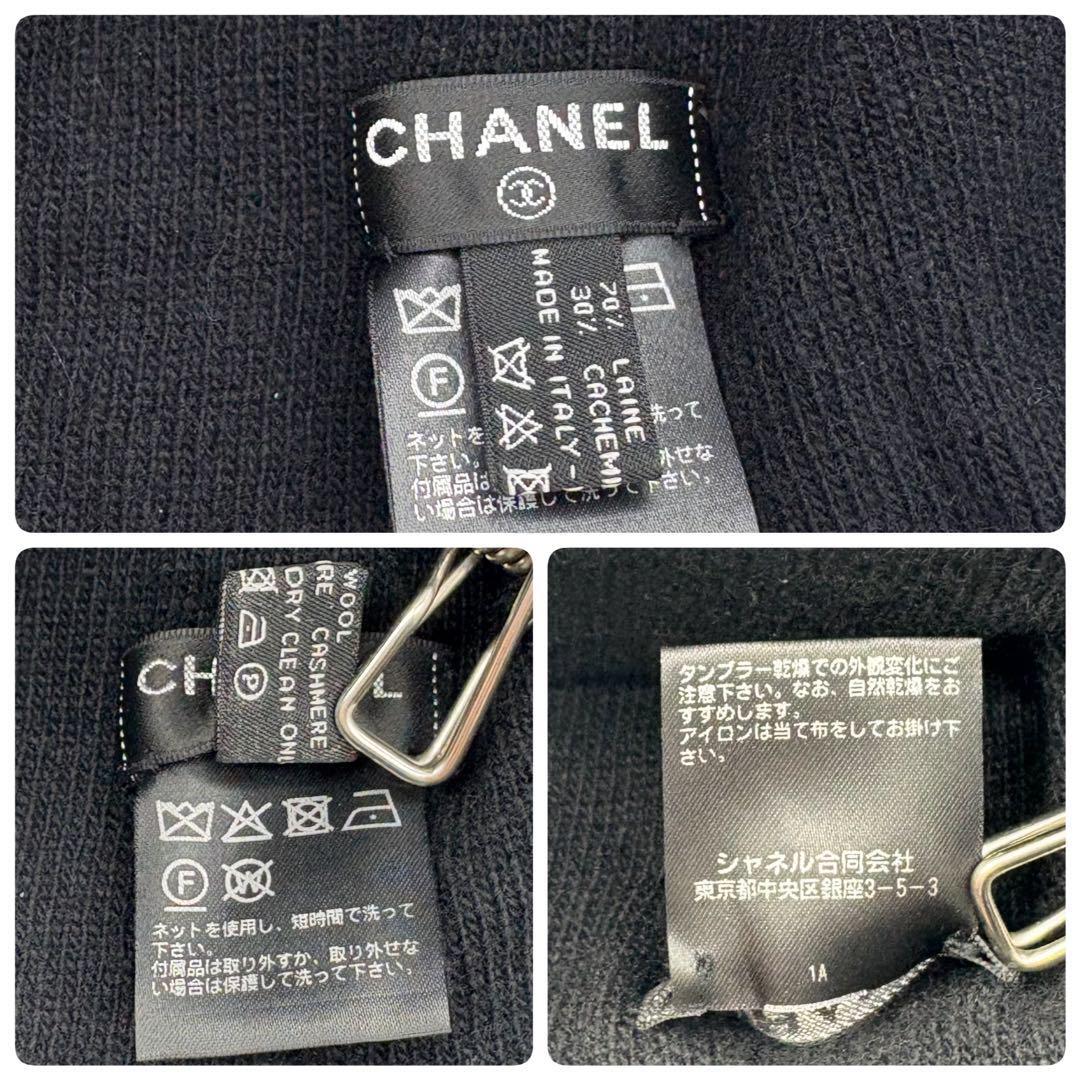 CHANEL
70% LAINE
30% CACHEMI
MADE IN ITALY
F
ネットを
洗って
下さい。
付属品は
外せな
い場合は保護して洗って下さい。
WOOL
CASHMERE
DRY CLEAN ONL
P
CH
L
F
W
ネットを使用し、短時間で洗って
下さい。
付属品は取り外すか、取り外せな
い場合は保護して洗って下さい。
タンブラー乾燥での外観変化にご
注意下さい。なお、自然乾燥をお
すすめします。
アイロンは当て布をしてお掛け下
さい。
シャネル合同会社
東京都中央区銀座3-5-3
1A